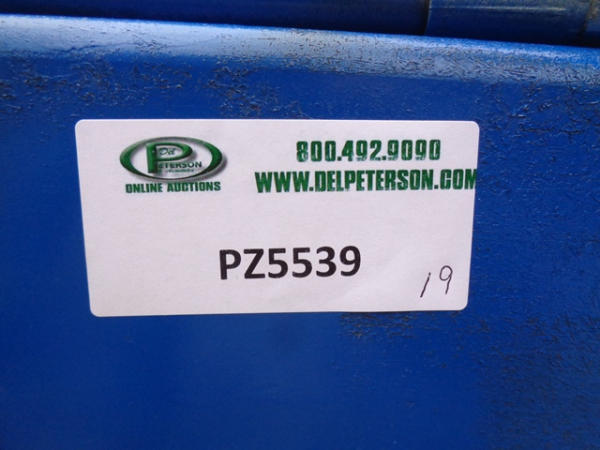 Del
PETERSON
ONLINE AUCTIONS
800.492.9090
WWW.DELPETERSON.COM
PZ5539
19